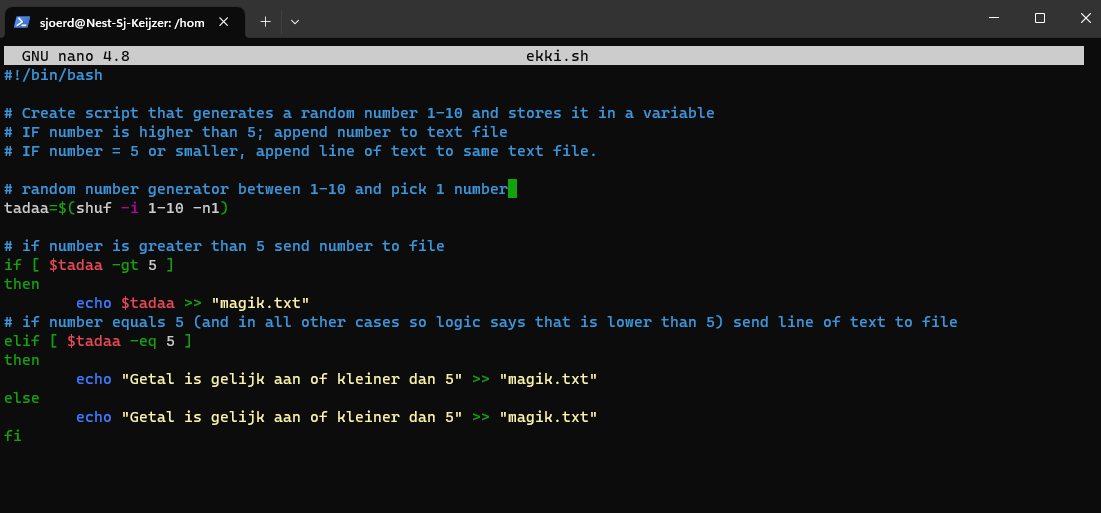 sjoerd@Nest-Sj-Keijzer: /hom
GNU nano 4.8 ekki.sh
#!/bin/bash
# Create script that generates a random number 1-10 and stores it in a variable
# IF number is higher than 5; append number to text file
# IF number = 5 or smaller, append line of text to same text file.
# random number generator between 1-10 and pick 1 number
tadaa=$(shuf -i 1-10 -n1)
# if number is greater than 5 send number to file
if [ $tadaa -gt 5 ]
then
        echo $tadaa >> "magik.txt"
# if number equals 5 (and in all other cases so logic says that is lower than 5) send line of text to file
elif [ $tadaa -eq 5 ]
then
        echo "Getal is gelijk aan of kleiner dan 5" >> "magik.txt"
else
        echo "Getal is gelijk aan of kleiner dan 5" >> "magik.txt"
fi